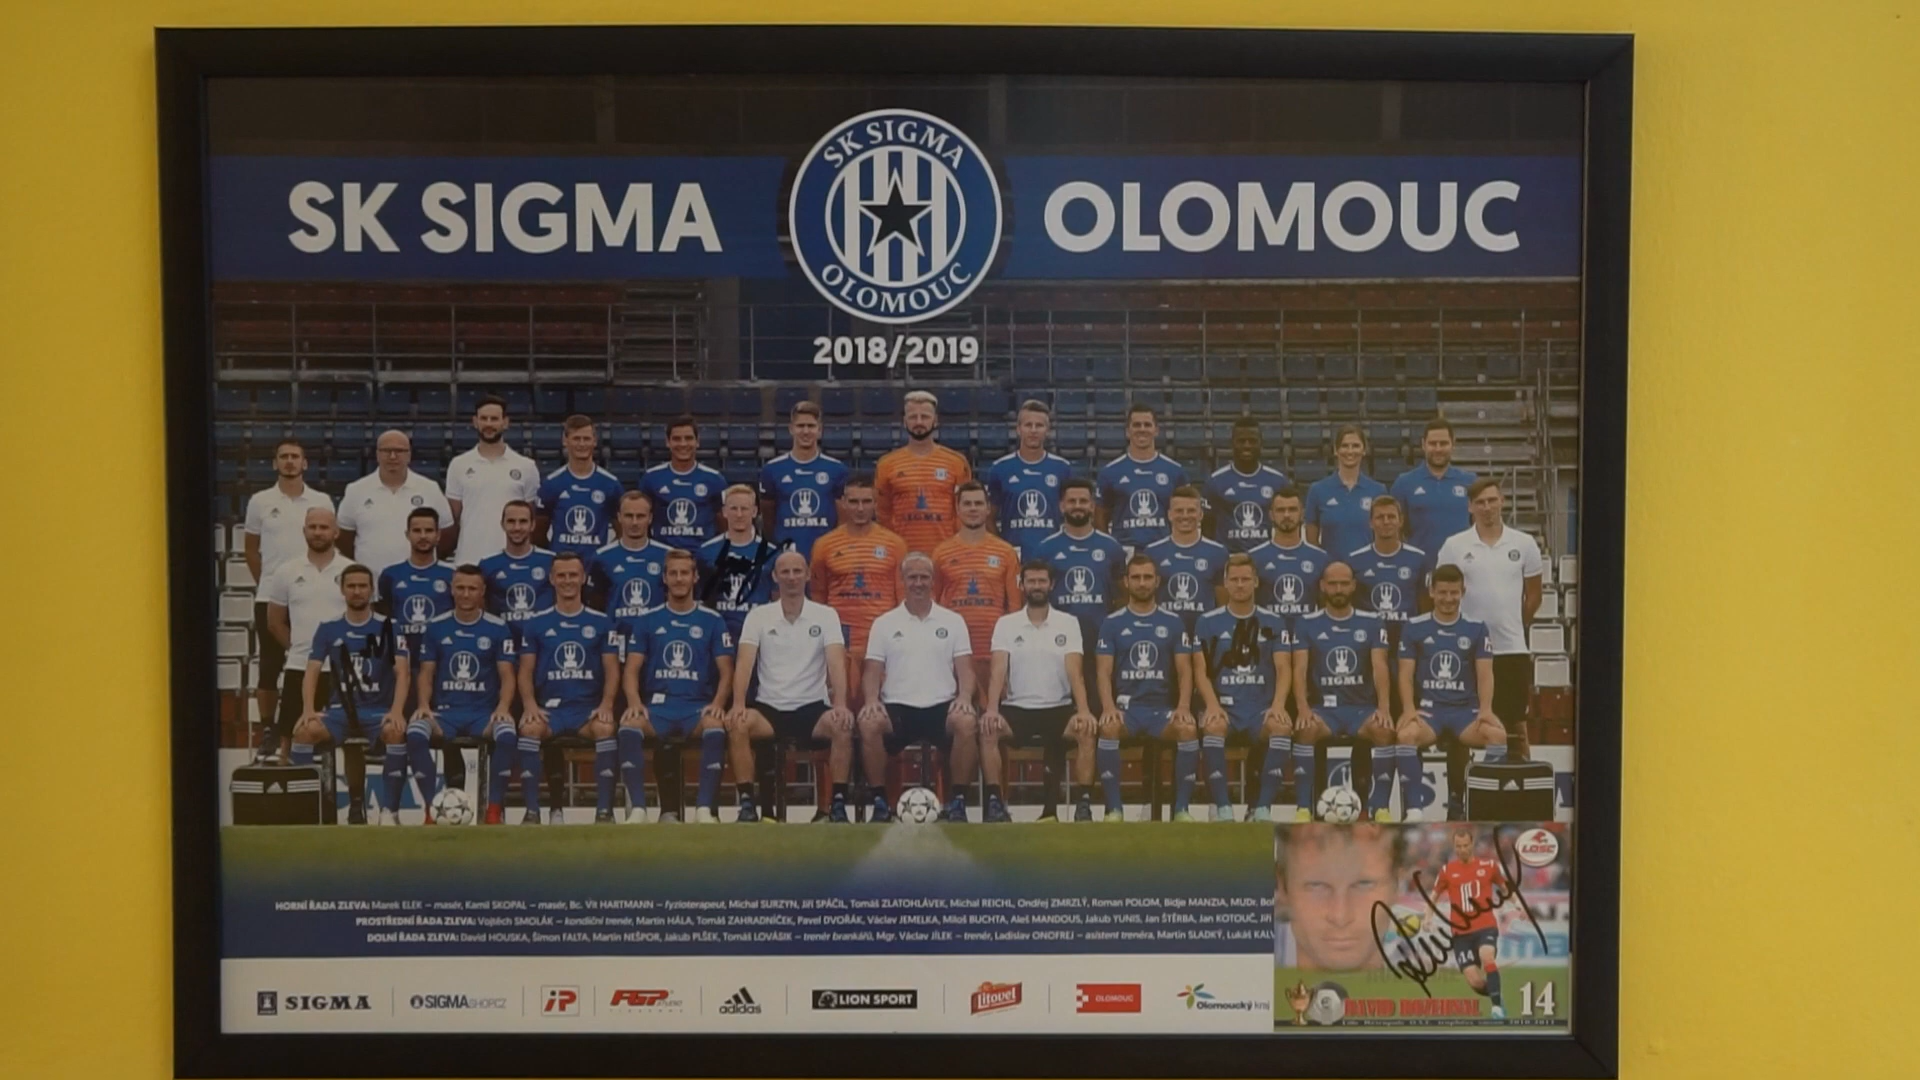 SK SIGMA OLOMOUC
SK SIGMA
OLOMOUC
2018/2019
HORNÍ ŘADA ZLEVA: Marek ELEK – masér, Kamil SKOPAL – masér, Bc. Vít HARTMANN – fyzioterapeut, Michal SURZYN, Jiří SPÁČIL, Tomáš ZLATOHLÁVEK, Michal REICHL, Ondřej ZMRZLÝ, Roman POLOM, Bidje MANZIA, MUDr.
PROSTŘEDNÍ ŘADA ZLEVA: Vojtěch SMOLÁK – kondiční trenér, Martin HÁLA, Tomáš ZAHRADNÍČEK, Pavel DVOŘÁK, Václav JEMELKA, Miloš BUCHTA, Aleš MANDOUS, Jakub YUNIS, Jan ŠTĚRBA, Jan KOTOUČ, Jiří
DOLNÍ ŘADA ZLEVA: David HOUSKA, Šimon FALTA, Martin NEŠPOR, Jakub PLŠEK, Tomáš LOVÁSIK – trenér brankářů, Mgr. Václav JÍLEK – trenér, Ladislav ONOFREJ – asistent trenéra, Martin SLADKÝ, Lukáš KALV
SIGMA
SIGMASHOP.CZ
iP
FGP
adidas
LION SPORT
Litovel
OLOMOUC
Olomoucký kraj
LOSC
14
DAVID ROZEHNAL
14